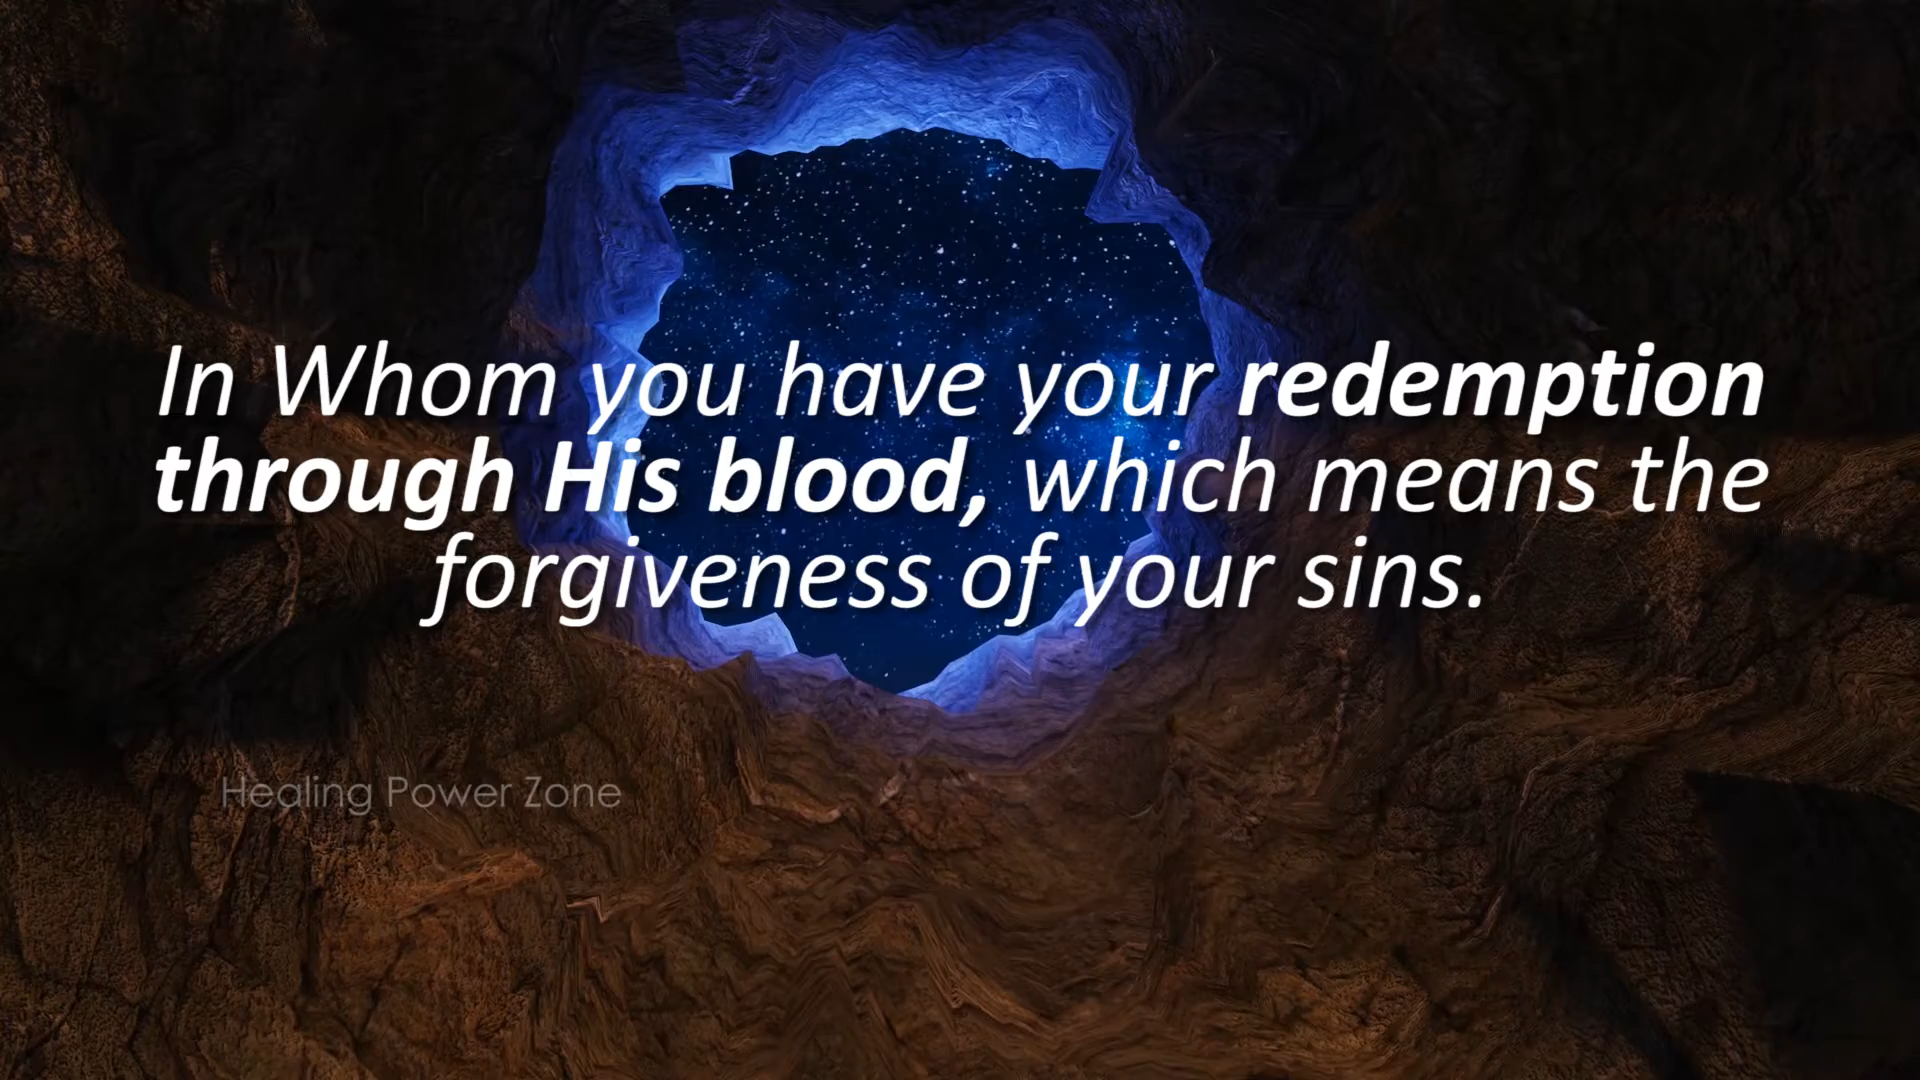 In Whom you have your redemption
through His blood, which means the
forgiveness of your sins.
Healing Power Zone